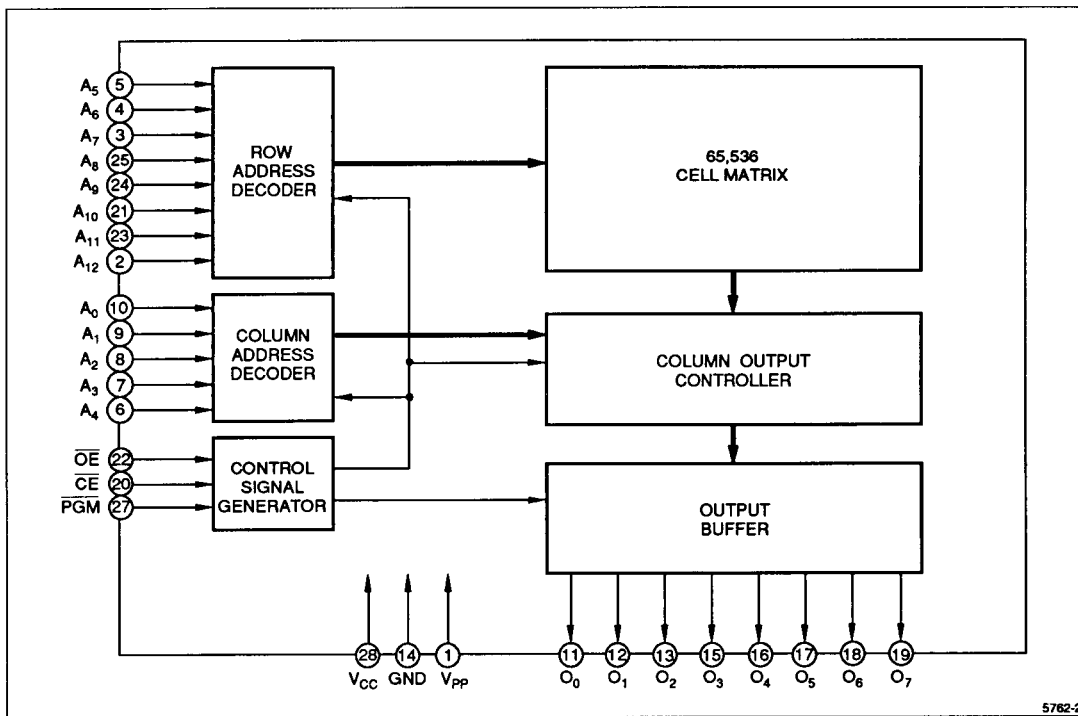 A5 5
A6 4
A7 3
A8 25
A9 24
A10 21
A11 23
A12 2
ROW
ADDRESS
DECODER
65,536
CELL MATRIX
A0 10
A1 9
A2 8
A3 7
A4 6
COLUMN
ADDRESS
DECODER
COLUMN OUTPUT
CONTROLLER
O̅E̅ 22
C̅E̅ 20
P̅G̅M̅ 27
CONTROL
SIGNAL
GENERATOR
OUTPUT
BUFFER
28 14 1 11 12 13 15 16 17 18 19
VCC GND VPP O0 O1 O2 O3 O4 O5 O6 O7
5762-2